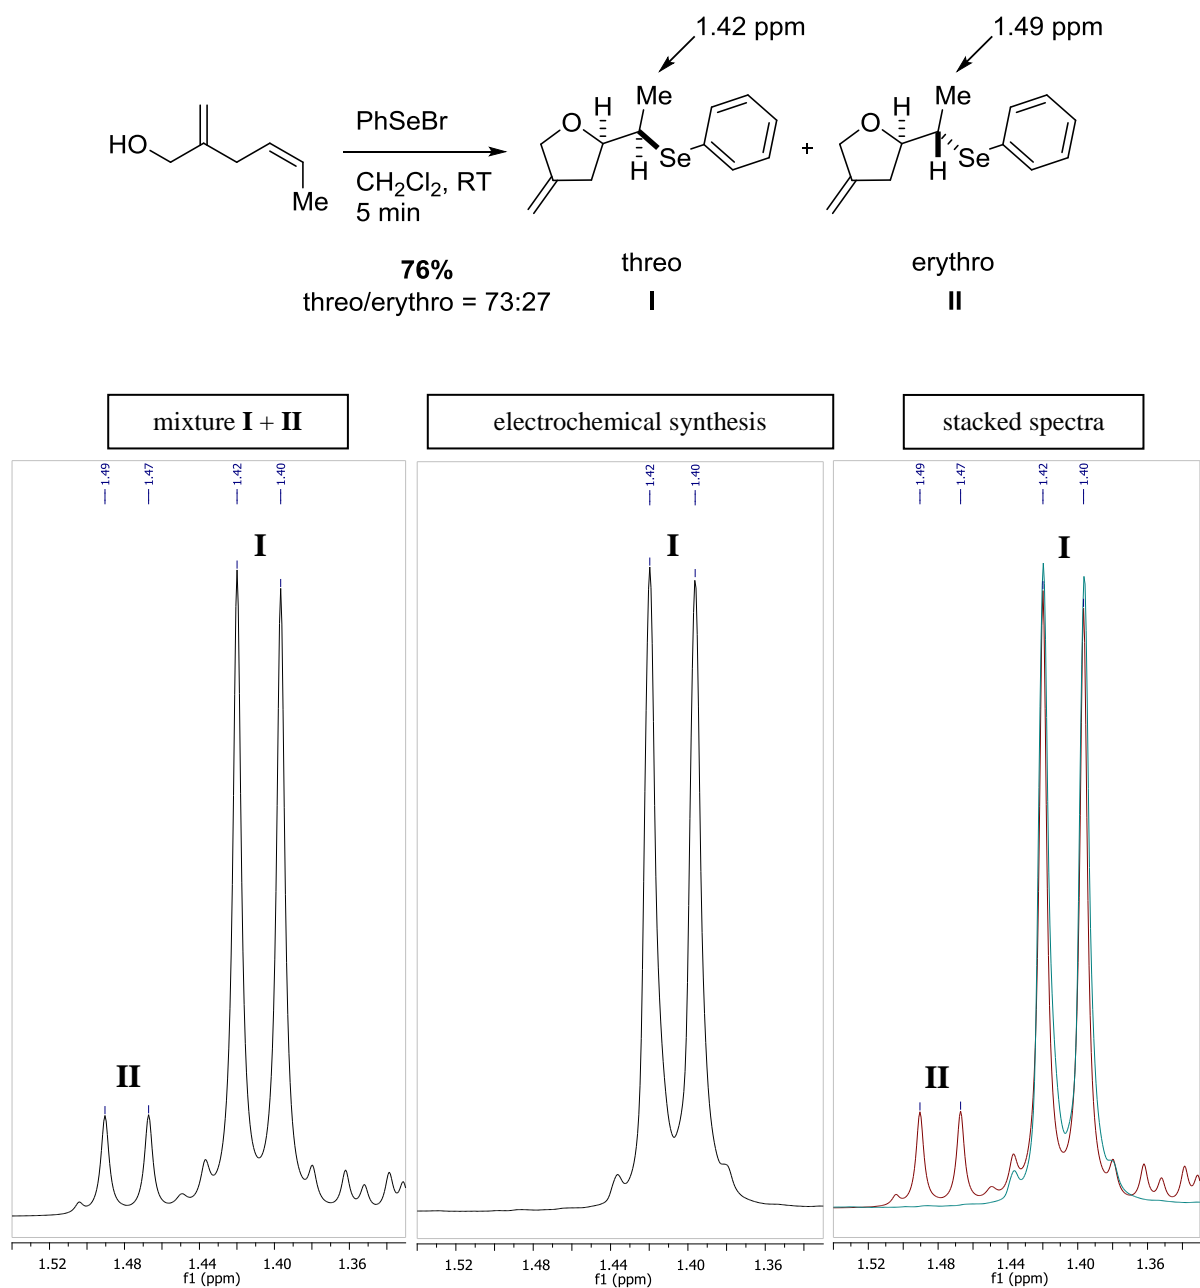 1.42 ppm
1.49 ppm
HO
Me
PhSeBr
CH2Cl2, RT
5 min
76%
threo/erythro = 73:27
O
H
Me
H
Se
threo
I
+
O
H
Me
H
Se
erythro
II
mixture I + II
electrochemical synthesis
stacked spectra
1.49
1.47
1.42
1.40
I
II
1.52 1.48 1.44 1.40 1.36
f1 (ppm)
1.42
1.40
I
1.52 1.48 1.44 1.40 1.36
f1 (ppm)
1.49
1.47
1.42
1.40
I
II
1.52 1.48 1.44 1.40 1.36
f1 (ppm)